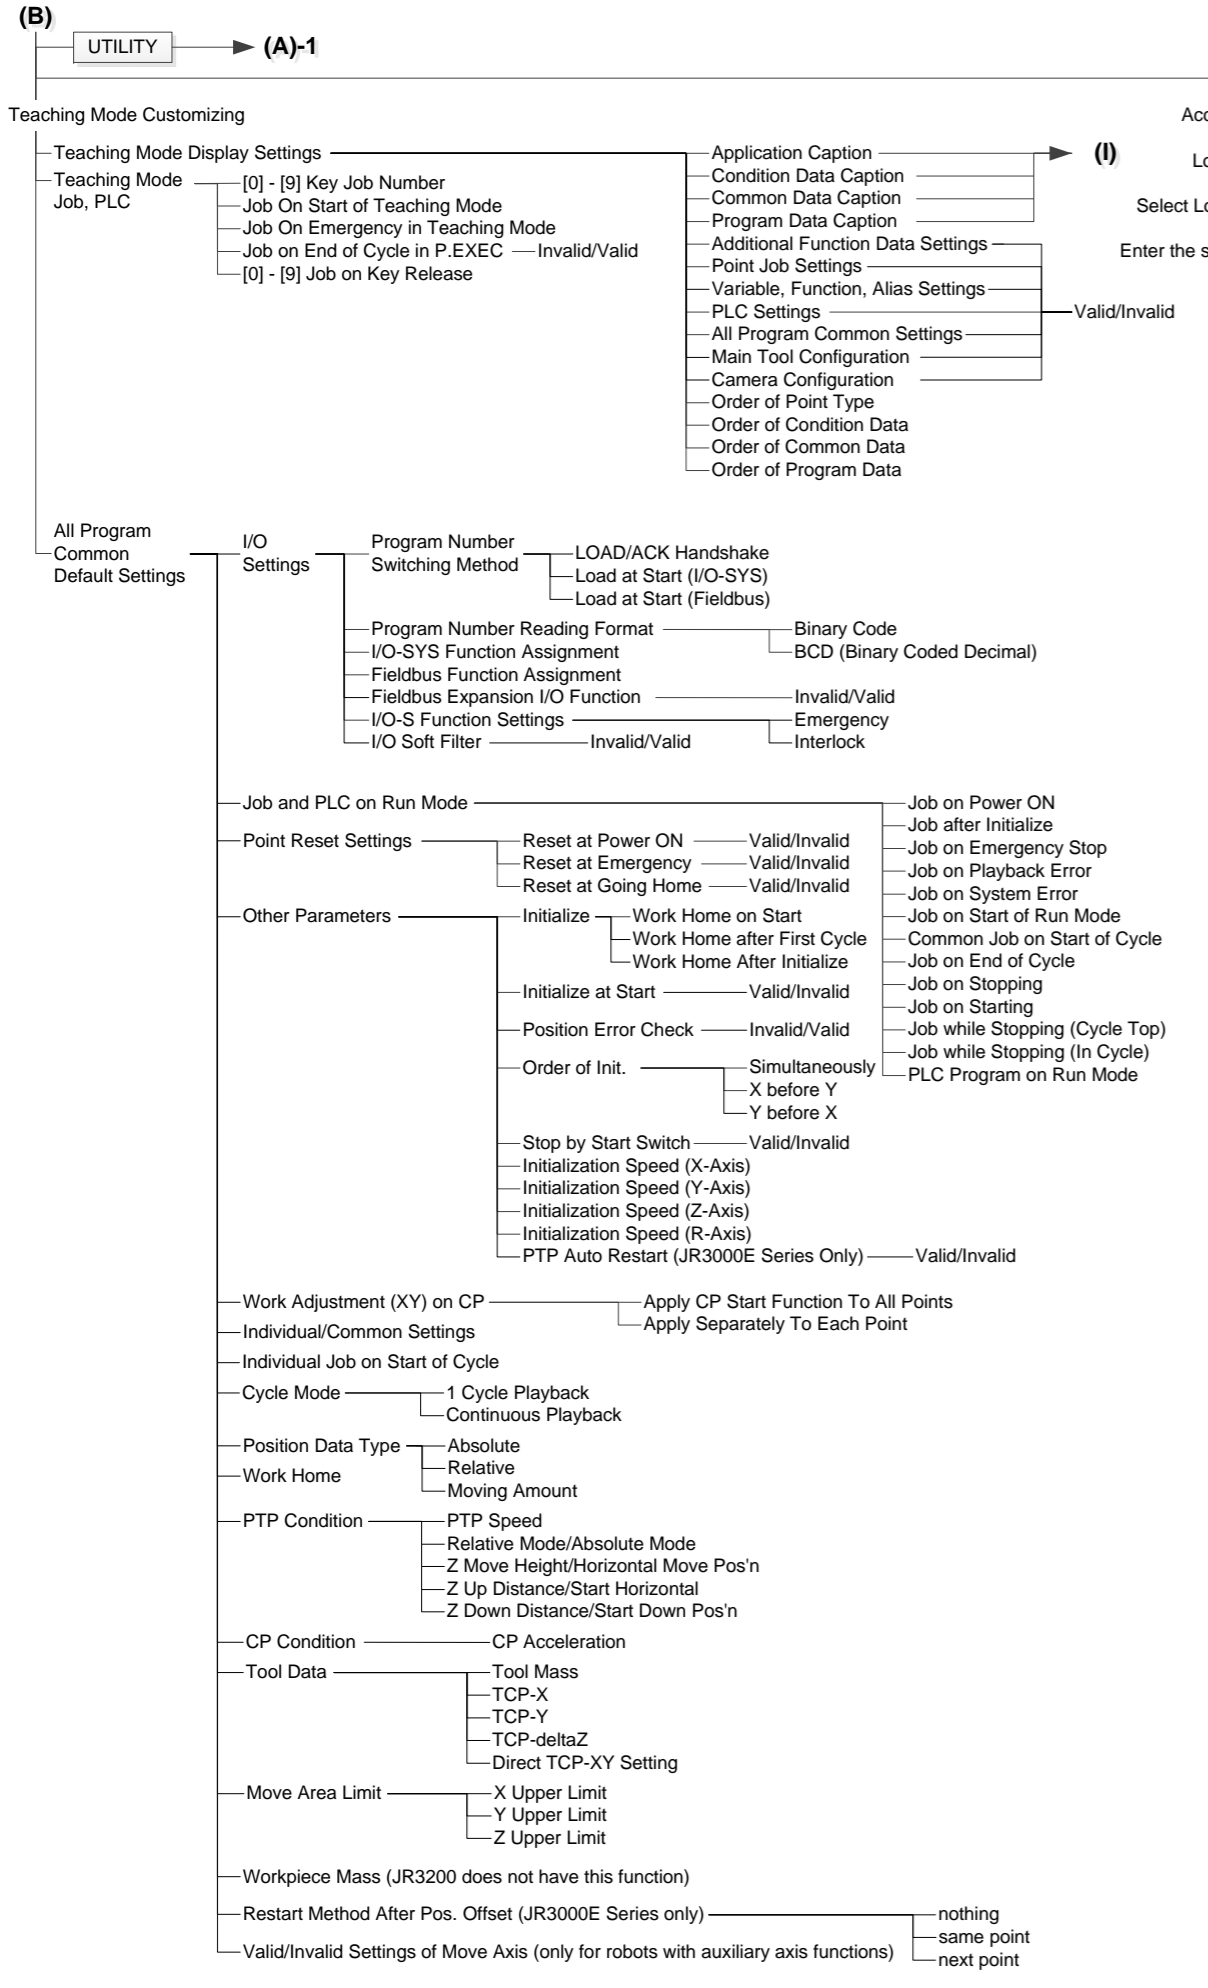 (B)
UTILITY
(A)-1
Teaching Mode Customizing
Acc
Teaching Mode Display Settings
Application Caption
(I)
Lo
Teaching Mode
Job, PLC
[0] - [9] Key Job Number
Condition Data Caption
Job On Start of Teaching Mode
Common Data Caption
Select Lo
Job On Emergency in Teaching Mode
Program Data Caption
Job on End of Cycle in P.EXEC
Invalid/Valid
Additional Function Data Settings
Enter the s
[0] - [9] Job on Key Release
Point Job Settings
Variable, Function, Alias Settings
PLC Settings
Valid/Invalid
All Program Common Settings
Main Tool Configuration
Camera Configuration
Order of Point Type
Order of Condition Data
Order of Common Data
Order of Program Data
All Program
Common
Default Settings
I/O
Settings
Program Number
Switching Method
LOAD/ACK Handshake
Load at Start (I/O-SYS)
Load at Start (Fieldbus)
Program Number Reading Format
Binary Code
I/O-SYS Function Assignment
BCD (Binary Coded Decimal)
Fieldbus Function Assignment
Fieldbus Expansion I/O Function
Invalid/Valid
I/O-S Function Settings
Emergency
I/O Soft Filter
Invalid/Valid
Interlock
Job and PLC on Run Mode
Job on Power ON
Job after Initialize
Point Reset Settings
Reset at Power ON
Valid/Invalid
Job on Emergency Stop
Reset at Emergency
Valid/Invalid
Job on Playback Error
Reset at Going Home
Valid/Invalid
Job on System Error
Other Parameters
Initialize
Work Home on Start
Job on Start of Run Mode
Work Home after First Cycle
Common Job on Start of Cycle
Work Home After Initialize
Job on End of Cycle
Initialize at Start
Valid/Invalid
Job on Stopping
Job on Starting
Position Error Check
Invalid/Valid
Job while Stopping (Cycle Top)
Job while Stopping (In Cycle)
Order of Init.
Simultaneously
PLC Program on Run Mode
X before Y
Y before X
Stop by Start Switch
Valid/Invalid
Initialization Speed (X-Axis)
Initialization Speed (Y-Axis)
Initialization Speed (Z-Axis)
Initialization Speed (R-Axis)
PTP Auto Restart (JR3000E Series Only)
Valid/Invalid
Work Adjustment (XY) on CP
Apply CP Start Function To All Points
Apply Separately To Each Point
Individual/Common Settings
Individual Job on Start of Cycle
Cycle Mode
1 Cycle Playback
Continuous Playback
Position Data Type
Absolute
Relative
Work Home
Moving Amount
PTP Condition
PTP Speed
Relative Mode/Absolute Mode
Z Move Height/Horizontal Move Pos'n
Z Up Distance/Start Horizontal
Z Down Distance/Start Down Pos'n
CP Condition
CP Acceleration
Tool Data
Tool Mass
TCP-X
TCP-Y
TCP-deltaZ
Direct TCP-XY Setting
Move Area Limit
X Upper Limit
Y Upper Limit
Z Upper Limit
Workpiece Mass (JR3200 does not have this function)
Restart Method After Pos. Offset (JR3000E Series only)
nothing
same point
Valid/Invalid Settings of Move Axis (only for robots with auxiliary axis functions)
next point